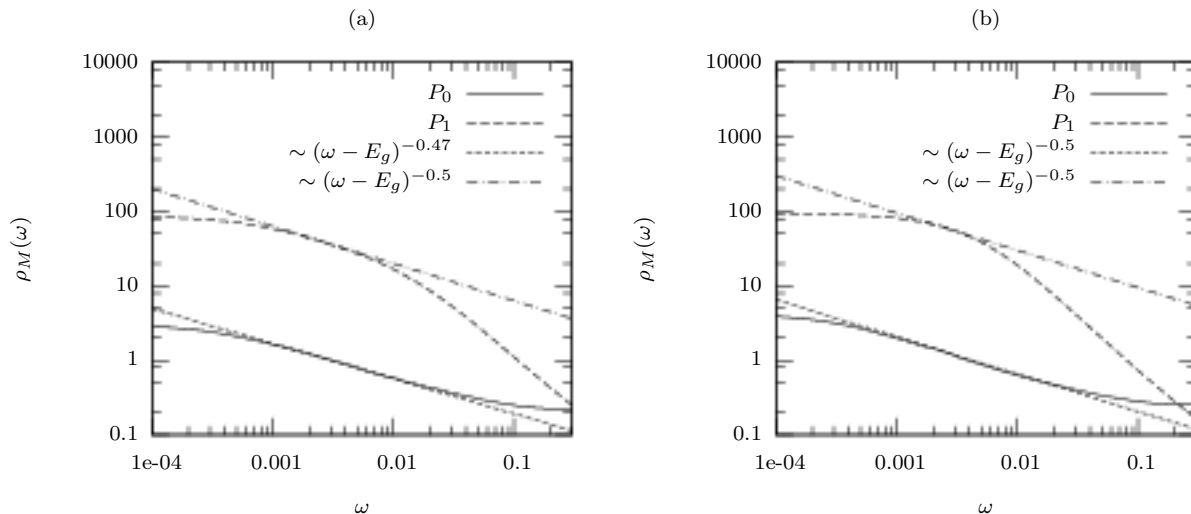 (a)
10000
1000
100
10
1
0.1
ρ_M(ω)
P_0
P_1
∼ (ω − E_g)^{−0.47}
∼ (ω − E_g)^{−0.5}
1e-04 0.001 0.01 0.1
ω
(b)
10000
1000
100
10
1
0.1
ρ_M(ω)
P_0
P_1
∼ (ω − E_g)^{−0.5}
∼ (ω − E_g)^{−0.5}
1e-04 0.001 0.01 0.1
ω